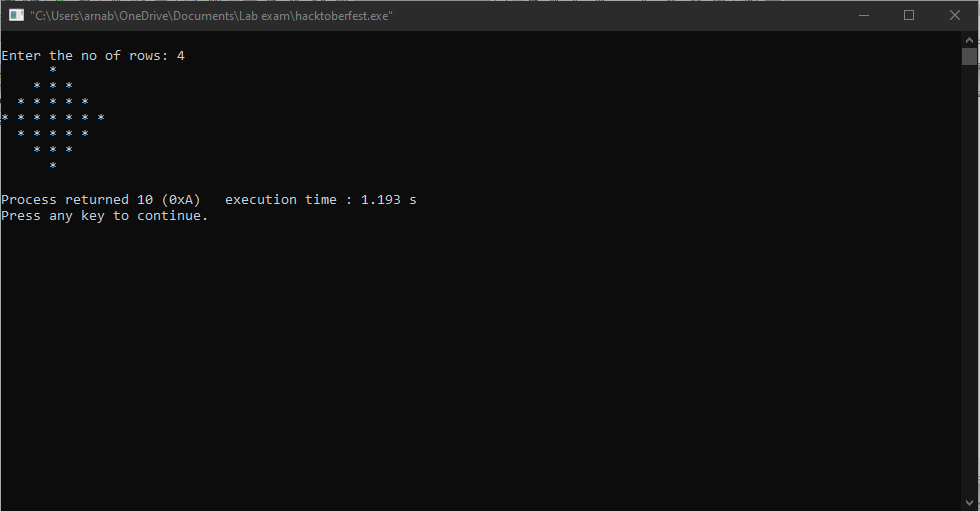 "C:\Users\arnab\OneDrive\Documents\Lab exam\hacktoberfest.exe"
Enter the no of rows: 4
      *
    * * *
  * * * * *
* * * * * * *
  * * * * *
    * * *
      *
Process returned 10 (0xA)   execution time : 1.193 s
Press any key to continue.